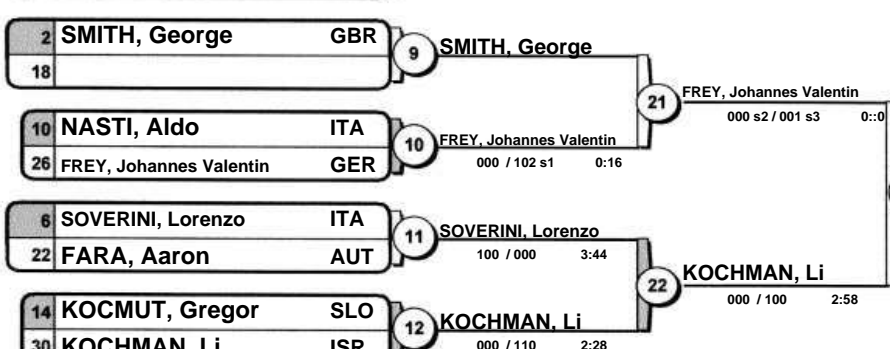 2 SMITH, George GBR
18
9 SMITH, George
10 NASTI, Aldo ITA
26 FREY, Johannes Valentin GER
10 FREY, Johannes Valentin
000 / 102 s1 0:16
21 FREY, Johannes Valentin
000 s2 / 001 s3 0::0
6 SOVERINI, Lorenzo ITA
22 FARA, Aaron AUT
11 SOVERINI, Lorenzo
100 / 000 3:44
14 KOCMUT, Gregor SLO
30 KOCHMAN, Li ISR
12 KOCHMAN, Li
000 / 110 2:28
22 KOCHMAN, Li
000 / 100 2:58